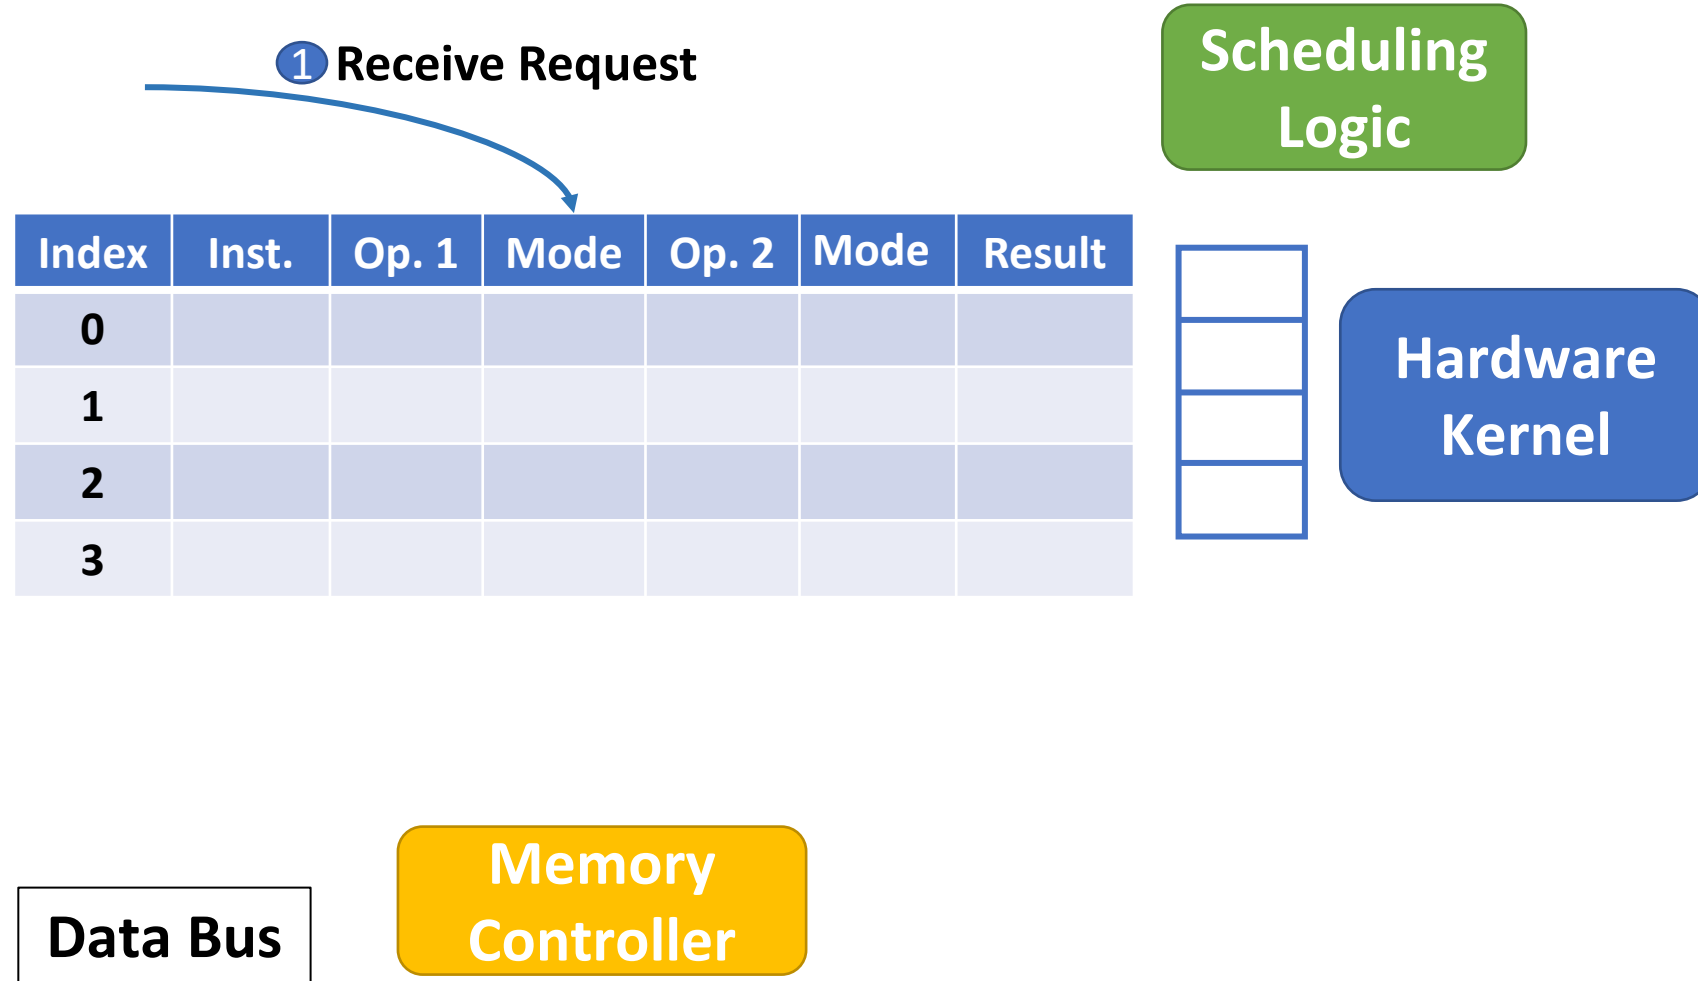 1 Receive Request
Scheduling
Logic
Index Inst. Op. 1 Mode Op. 2 Mode Result
0
1
2
3
Hardware
Kernel
Memory
Controller
Data Bus